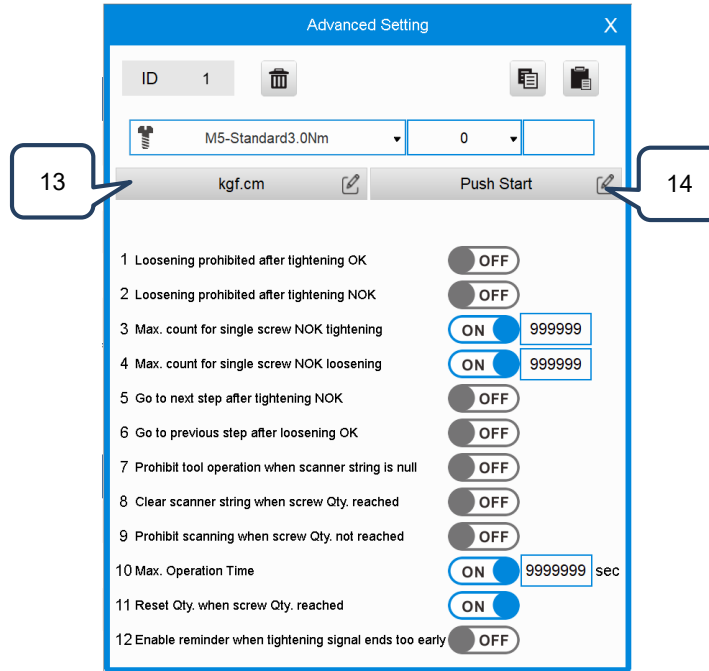 Advanced Setting X
ID 1
M5-Standard3.0Nm 0
13 kgf.cm Push Start 14
1 Loosening prohibited after tightening OK OFF
2 Loosening prohibited after tightening NOK OFF
3 Max. count for single screw NOK tightening ON 999999
4 Max. count for single screw NOK loosening ON 999999
5 Go to next step after tightening NOK OFF
6 Go to previous step after loosening OK OFF
7 Prohibit tool operation when scanner string is null OFF
8 Clear scanner string when screw Qty. reached OFF
9 Prohibit scanning when screw Qty. not reached OFF
10 Max. Operation Time ON 9999999 sec
11 Reset Qty. when screw Qty. reached ON
12 Enable reminder when tightening signal ends too early OFF